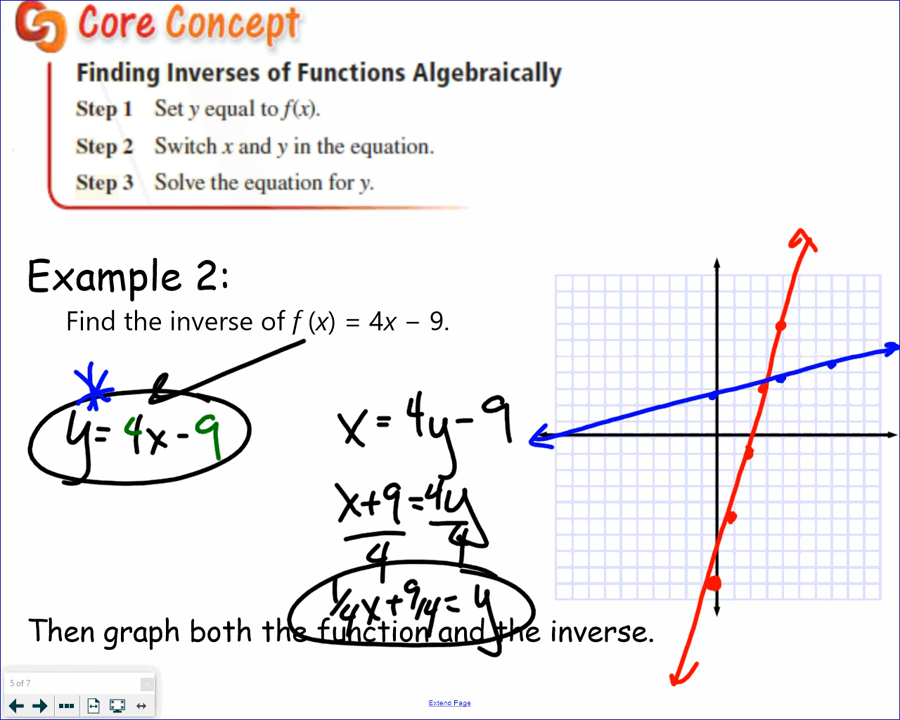 Core Concept
Finding Inverses of Functions Algebraically
Step 1 Set y equal to f(x).
Step 2 Switch x and y in the equation.
Step 3 Solve the equation for y.
Example 2:
Find the inverse of f (x) = 4x − 9.
y = 4x - 9
x = 4y - 9
x+9 = 4y
4 4
1/4x + 9/4 = y
Then graph both the function and the inverse.
5 of 7
Extend Page